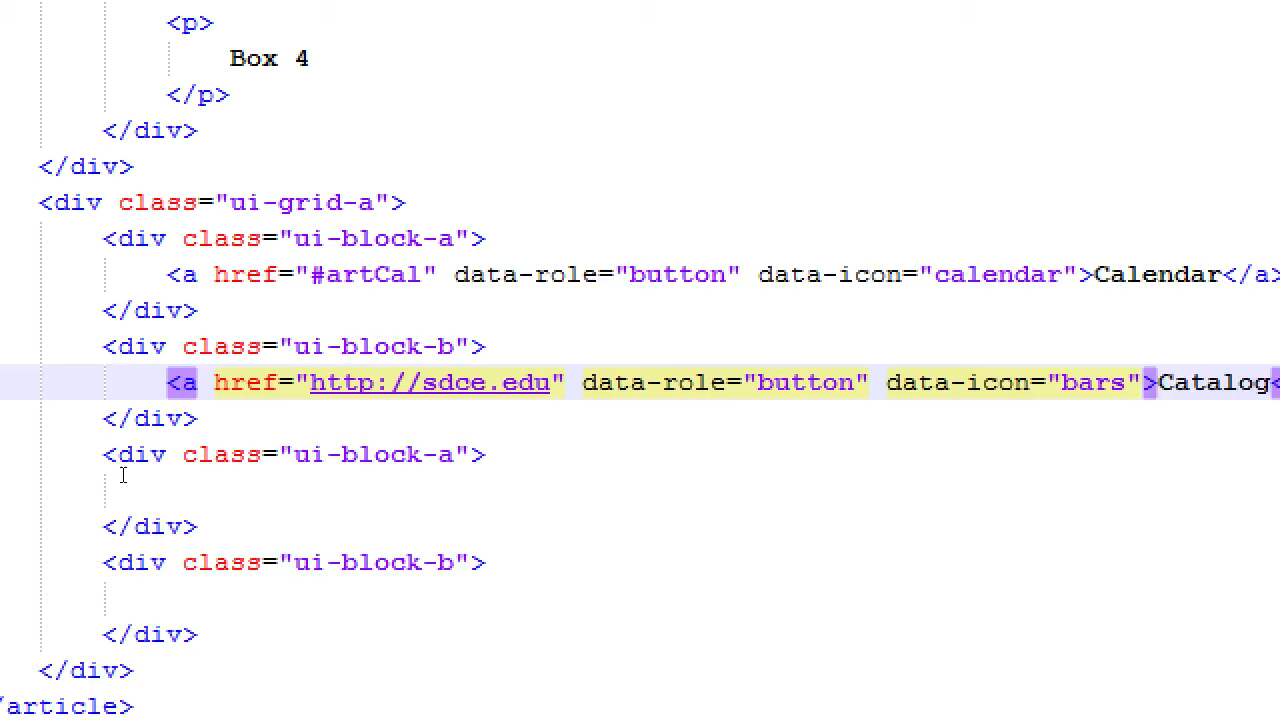 <p>
Box 4
</p>
</div>
</div>
<div class="ui-grid-a">
<div class="ui-block-a">
<a href="#artCal" data-role="button" data-icon="calendar">Calendar</a>
</div>
<div class="ui-block-b">
<a href="http://sdce.edu" data-role="button" data-icon="bars">Catalog<
</div>
<div class="ui-block-a">
</div>
<div class="ui-block-b">
</div>
</div>
/article>